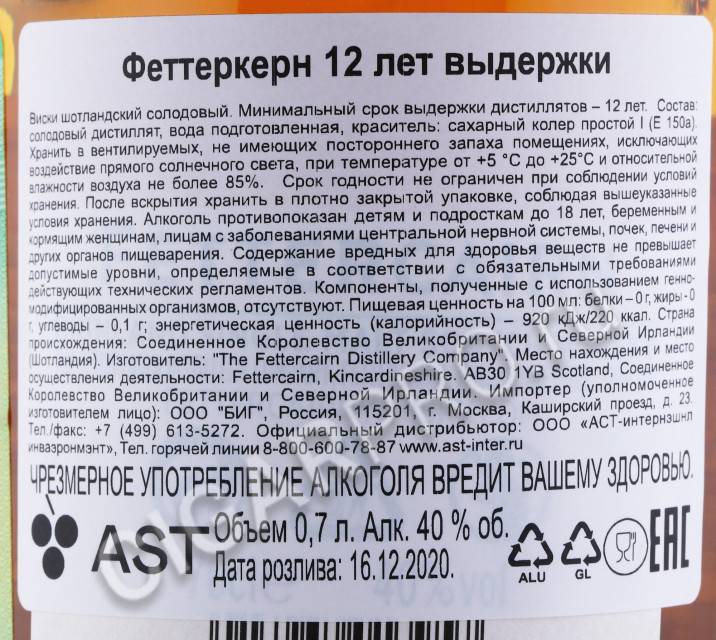 Феттеркерн 12 лет выдержки
Виски шотландский солодовый. Минимальный срок выдержки дистиллятов – 12 лет. Состав:
солодовый дистиллят, вода подготовленная, краситель: сахарный колер простой I (Е 150а).
Хранить в вентилируемых, не имеющих постороннего запаха помещениях, исключающих
воздействие прямого солнечного света, при температуре от +5 °С до +25°С и относительной
влажности воздуха не более 85%. Срок годности не ограничен при соблюдении условий
хранения. После вскрытия хранить в плотно закрытой упаковке, соблюдая вышеуказанные
условия хранения. Алкоголь противопоказан детям и подросткам до 18 лет, беременным и
кормящим женщинам, лицам с заболеваниями центральной нервной системы, почек, печени и
других органов пищеварения. Содержание вредных для здоровья веществ не превышает
допустимые уровни, определяемые в соответствии с обязательными требованиями
действующих технических регламентов. Компоненты, полученные с использованием генно-
модифицированных организмов, отсутствуют. Пищевая ценность на 100 мл: белки – 0 г, жиры - 0
г, углеводы – 0,1 г; энергетическая ценность (калорийность) – 920 кДж/220 ккал. Страна
происхождения: Соединенное Королевство Великобритании и Северной Ирландии
(Шотландия). Изготовитель: "The Fettercairn Distillery Company". Место нахождения и место
осуществления деятельности: Fettercairn, Kincardineshire. AB30 1YB Scotland, Соединенное
Королевство Великобритании и Северной Ирландии. Импортер (уполномоченное
изготовителем лицо): ООО "БИГ", Россия, 115201, г. Москва, Каширский проезд, д. 23.
Тел./факс: +7 (499) 613-5272. Официальный дистрибьютор: ООО «АСТ-интернэшнл
инваэронмэнт», Тел. горячей линии 8-800-600-78-87 www.ast-inter.ru
ЧРЕЗМЕРНОЕ УПОТРЕБЛЕНИЕ АЛКОГОЛЯ ВРЕДИТ ВАШЕМУ ЗДОРОВЬЮ.
AST Объем 0,7 л. Алк. 40 % об.
Дата розлива: 16.12.2020.
ALU GL EAC
CIGARPRO.ru